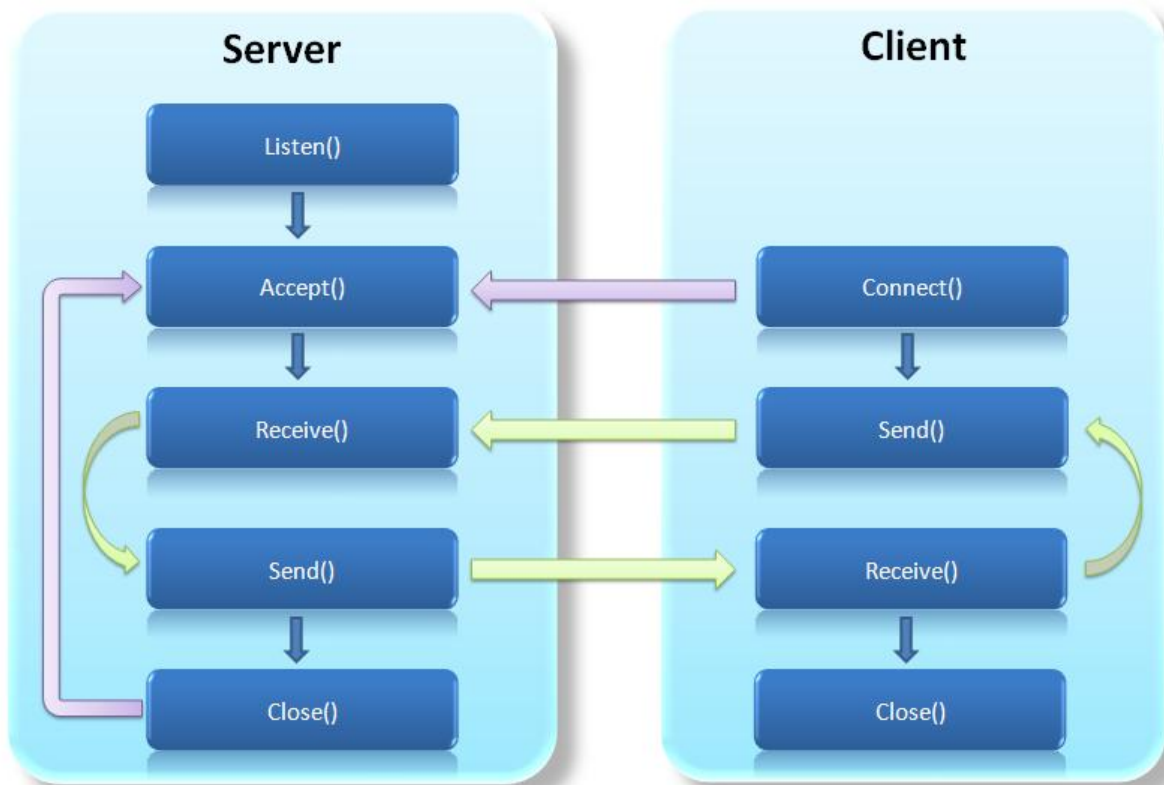 Server
Listen()
Accept()
Receive()
Send()
Close()
Client
Connect()
Send()
Receive()
Close()